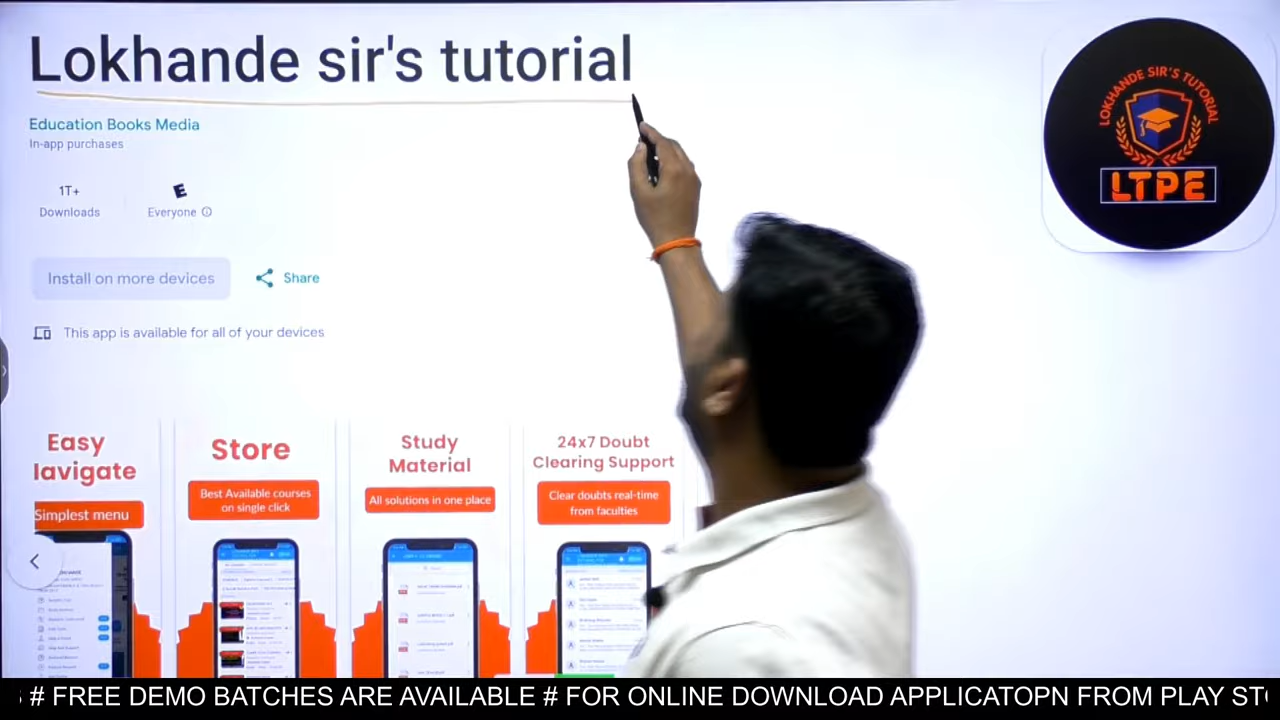 Lokhande sir's tutorial
Education Books Media
In-app purchases
1T+
Downloads
E
Everyone
Install on more devices
Share
This app is available for all of your devices
LOKHANDE SIR'S TUTORIAL
LTPE
Easy
lavigate
Simplest menu
Store
Best Available courses
on single click
Study
Material
All solutions in one place
24x7 Doubt
Clearing Support
Clear doubts real-time
from faculties
# FREE DEMO BATCHES ARE AVAILABLE # FOR ONLINE DOWNLOAD APPLICATOPN FROM PLAY